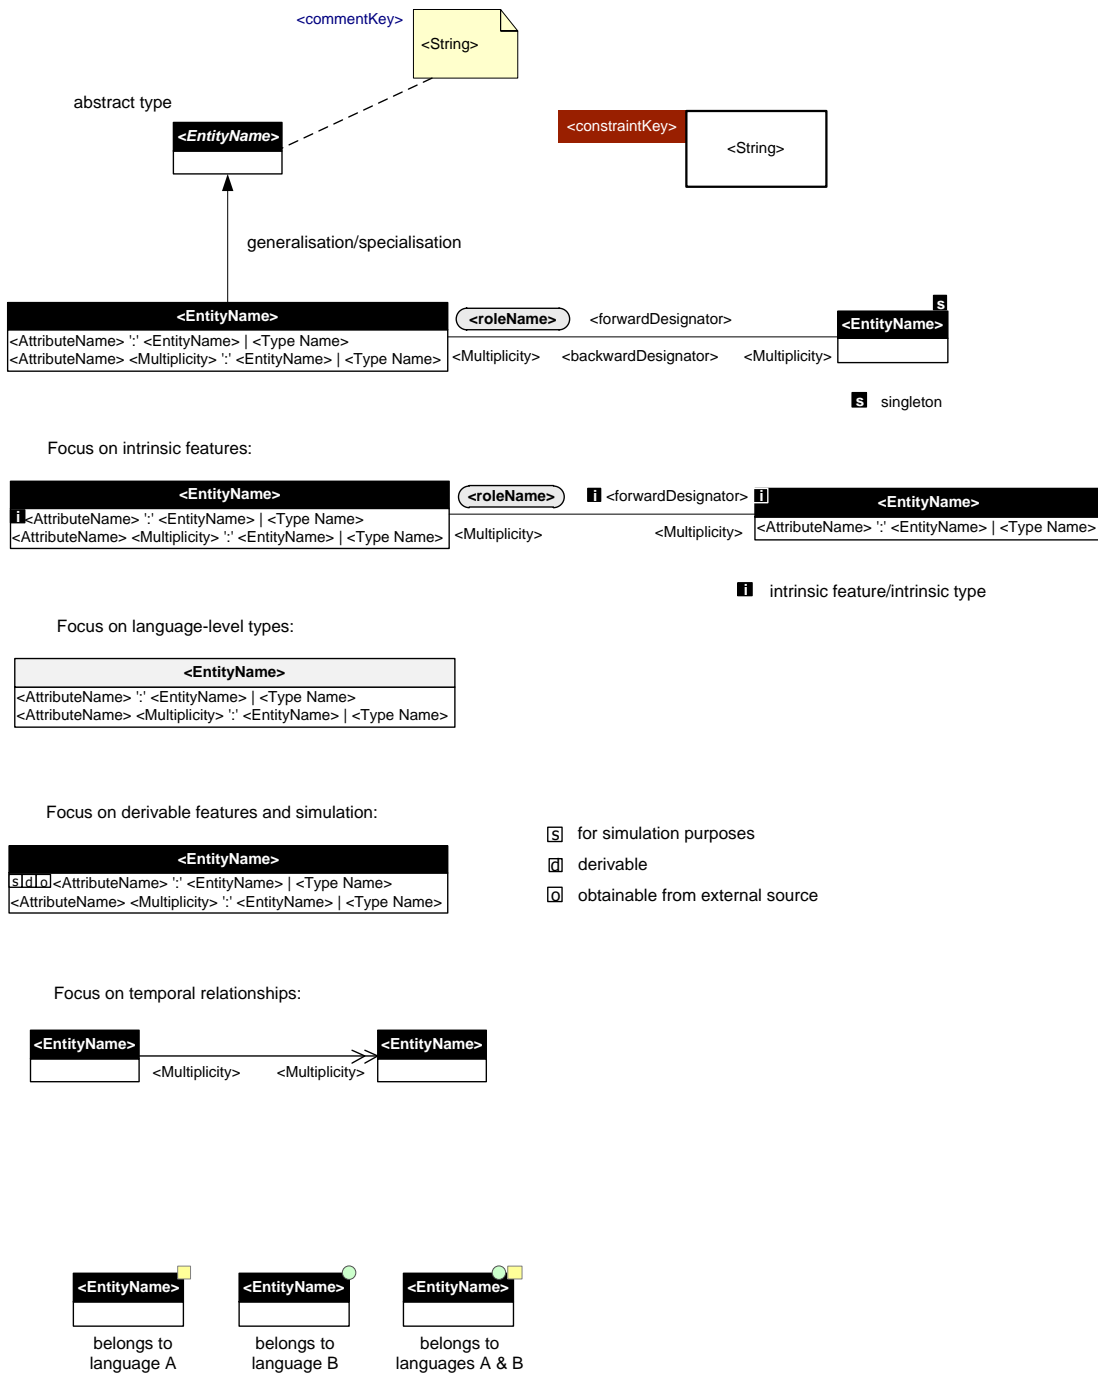 <commentKey>
<String>
abstract type
<EntityName>
<constraintKey>
<String>
generalisation/specialisation
<EntityName>
<AttributeName> ':' <EntityName> | <Type Name>
<AttributeName> <Multiplicity> ':' <EntityName> | <Type Name>
<roleName>
<forwardDesignator>
<Multiplicity>
<backwardDesignator>
<Multiplicity>
s
<EntityName>
s singleton
Focus on intrinsic features:
<EntityName>
i <AttributeName> ':' <EntityName> | <Type Name>
<AttributeName> <Multiplicity> ':' <EntityName> | <Type Name>
<roleName>
i <forwardDesignator>
<Multiplicity>
<Multiplicity>
i
<EntityName>
<AttributeName> ':' <EntityName> | <Type Name>
i intrinsic feature/intrinsic type
Focus on language-level types:
<EntityName>
<AttributeName> ':' <EntityName> | <Type Name>
<AttributeName> <Multiplicity> ':' <EntityName> | <Type Name>
Focus on derivable features and simulation:
<EntityName>
s d o <AttributeName> ':' <EntityName> | <Type Name>
<AttributeName> <Multiplicity> ':' <EntityName> | <Type Name>
s for simulation purposes
d derivable
o obtainable from external source
Focus on temporal relationships:
<EntityName>
<Multiplicity>
<Multiplicity>
<EntityName>
<EntityName>
belongs to
language A
<EntityName>
belongs to
language B
<EntityName>
belongs to
languages A & B